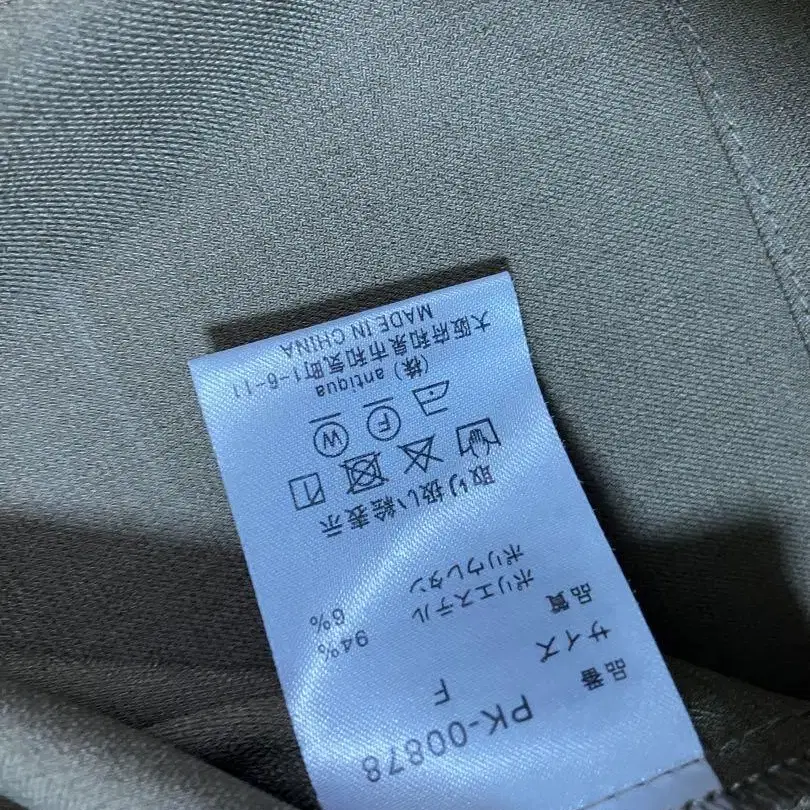 品番 PK-00878
サイズ F
品質
ポリエステル 94%
ポリウレタン 6%
取り扱い絵表示
F W
(株) antiqua
大阪府和泉市和気町1-6-11
MADE IN CHINA